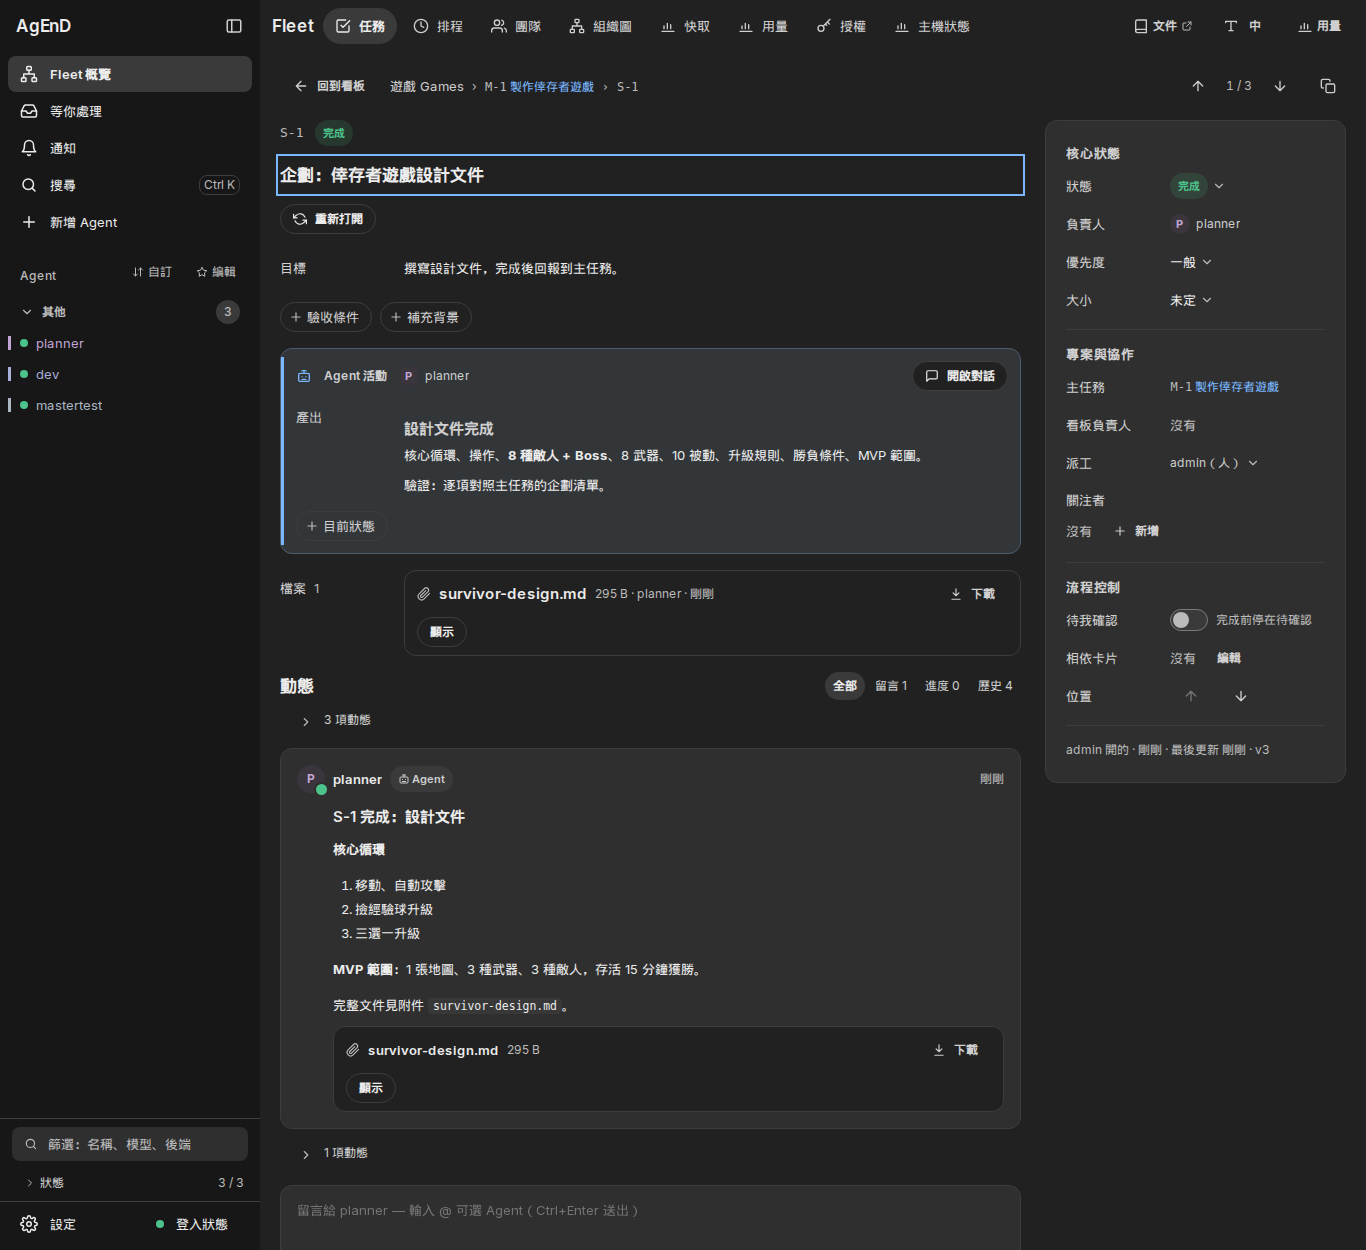 AgEnD
Fleet 概覽
等你處理
通知
搜尋 Ctrl K
新增 Agent
Agent 自訂 編輯
其他 3
planner
dev
mastertest
篩選：名稱、模型、後端
狀態 3 / 3
設定 登入狀態
Fleet 任務 排程 團隊 組織圖 快取 用量 授權 主機狀態 文件 中 用量
回到看板 遊戲 Games › M-1 製作倖存者遊戲 › S-1 1 / 3
S-1 完成
企劃：倖存者遊戲設計文件
重新打開
目標 撰寫設計文件，完成後回報到主任務。
驗收條件 補充背景
Agent 活動 P planner 開啟對話
產出
設計文件完成
核心循環、操作、8 種敵人 + Boss、8 武器、10 被動、升級規則、勝負條件、MVP 範圍。
驗證：逐項對照主任務的企劃清單。
目前狀態
檔案 1
survivor-design.md 295 B · planner · 剛剛 下載
顯示
動態 全部 留言 1 進度 0 歷史 4
3 項動態
P planner Agent 剛剛
S-1 完成：設計文件
核心循環
1. 移動、自動攻擊
2. 撿經驗球升級
3. 三選一升級
MVP 範圍：1 張地圖、3 種武器、3 種敵人，存活 15 分鐘獲勝。
完整文件見附件 survivor-design.md。
survivor-design.md 295 B 下載
顯示
1 項動態
留言給 planner — 輸入 @ 可選 Agent（Ctrl+Enter 送出）
核心狀態
狀態 完成
負責人 P planner
優先度 一般
大小 未定
專案與協作
主任務 M-1 製作倖存者遊戲
看板負責人 沒有
派工 admin（人）
關注者
沒有 新增
流程控制
待我確認 完成前停在待確認
相依卡片 沒有 編輯
位置
admin 開的 · 剛剛 · 最後更新 剛剛 · v3